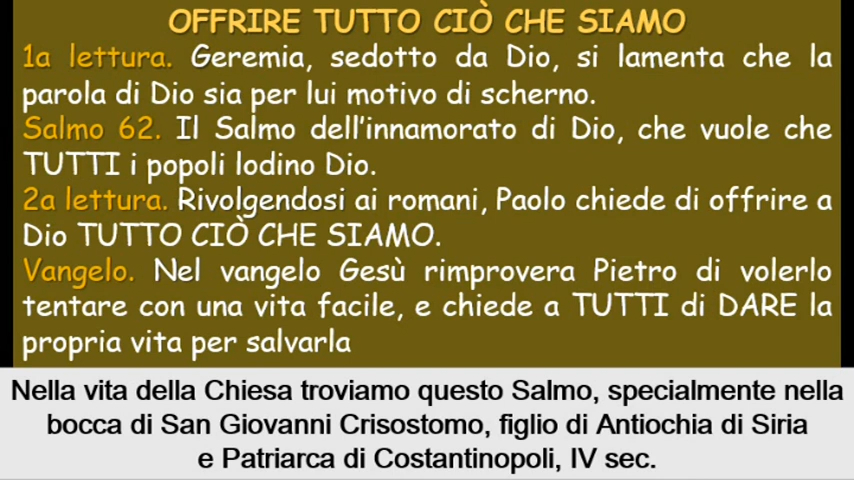 OFFRIRE TUTTO CIÒ CHE SIAMO
1a lettura. Geremia, sedotto da Dio, si lamenta che la
parola di Dio sia per lui motivo di scherno.
Salmo 62. Il Salmo dell'innamorato di Dio, che vuole che
TUTTI i popoli lodino Dio.
2a lettura. Rivolgendosi ai romani, Paolo chiede di offrire a
Dio TUTTO CIÒ CHE SIAMO.
Vangelo. Nel vangelo Gesù rimprovera Pietro di volerlo
tentare con una vita facile, e chiede a TUTTI di DARE la
propria vita per salvarla
Nella vita della Chiesa troviamo questo Salmo, specialmente nella
bocca di San Giovanni Crisostomo, figlio di Antiochia di Siria
e Patriarca di Costantinopoli, IV sec.